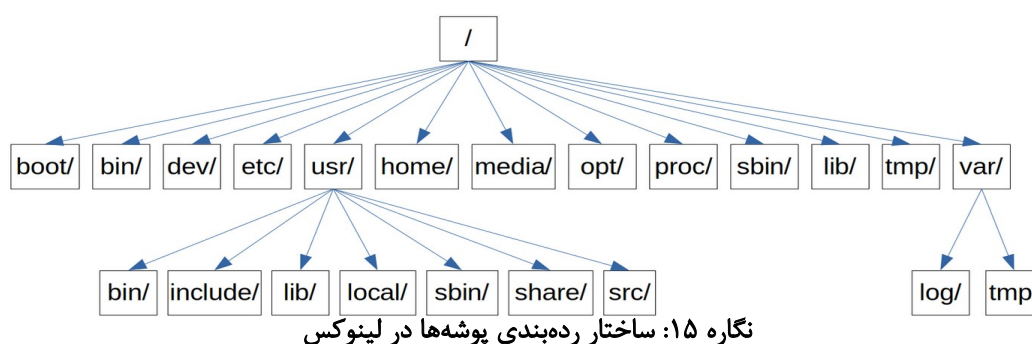 /
boot/ bin/ dev/ etc/ usr/ home/ media/ opt/ proc/ sbin/ lib/ tmp/ var/
bin/ include/ lib/ local/ sbin/ share/ src/ log/ tmp
نگاره ۱۵: ساختار رده‌بندی پوشه‌ها در لینوکس